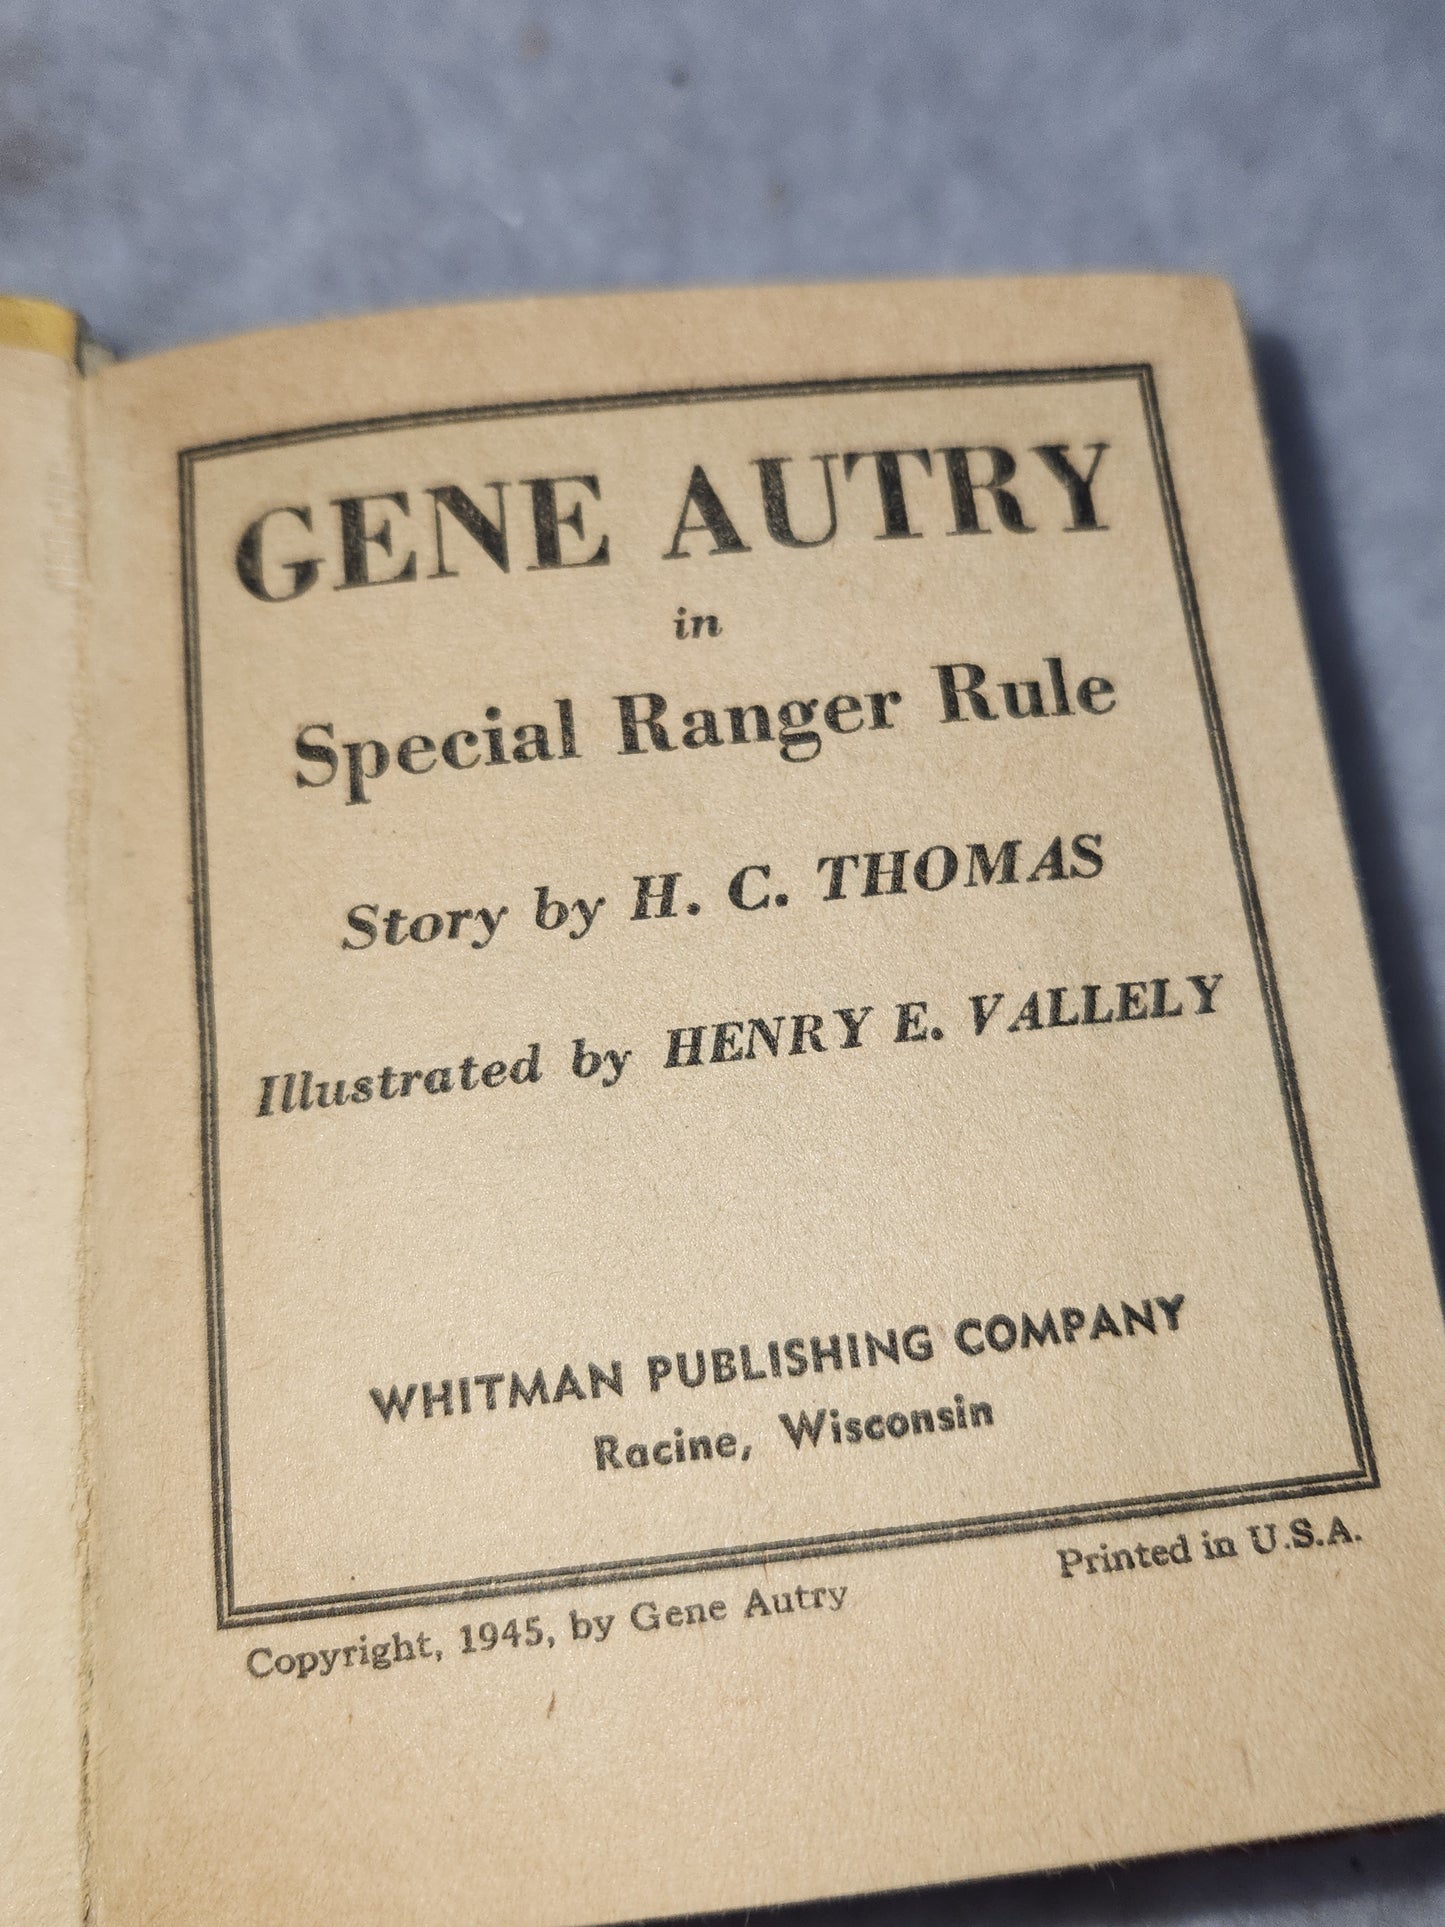 GENE AUTRY
in
Special Ranger Rule
Story by H. C. THOMAS
Illustrated by HENRY E. VALLELY
WHITMAN PUBLISHING COMPANY
Racine, Wisconsin
Copyright, 1945, by Gene Autry
Printed in U.S.A.